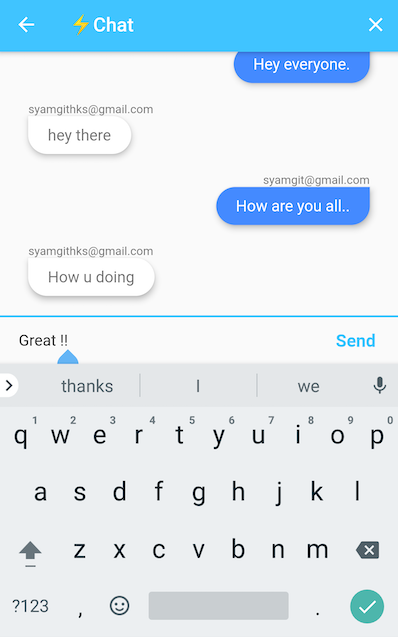 ⚡Chat
Hey everyone.
syamgithks@gmail.com
hey there
syamgit@gmail.com
How are you all..
syamgithks@gmail.com
How u doing
Great !! Send
thanks I we
1 2 3 4 5 6 7 8 9 0
q w e r t y u i o p
a s d f g h j k l
z x c v b n m
?123 , .